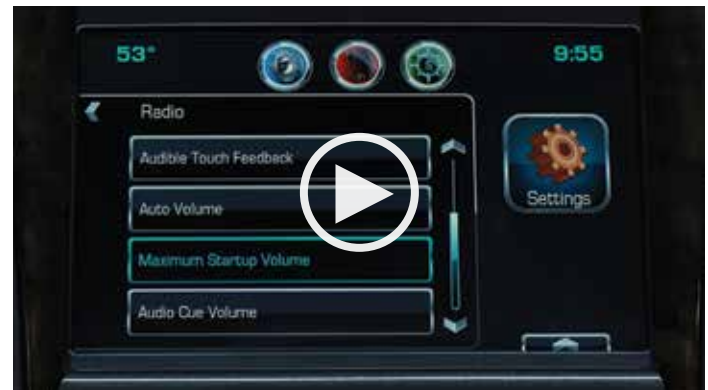 53° 9:55
Radio
Audible Touch Feedback
Auto Volume
Maximum Startup Volume
Audio Cue Volume
Settings